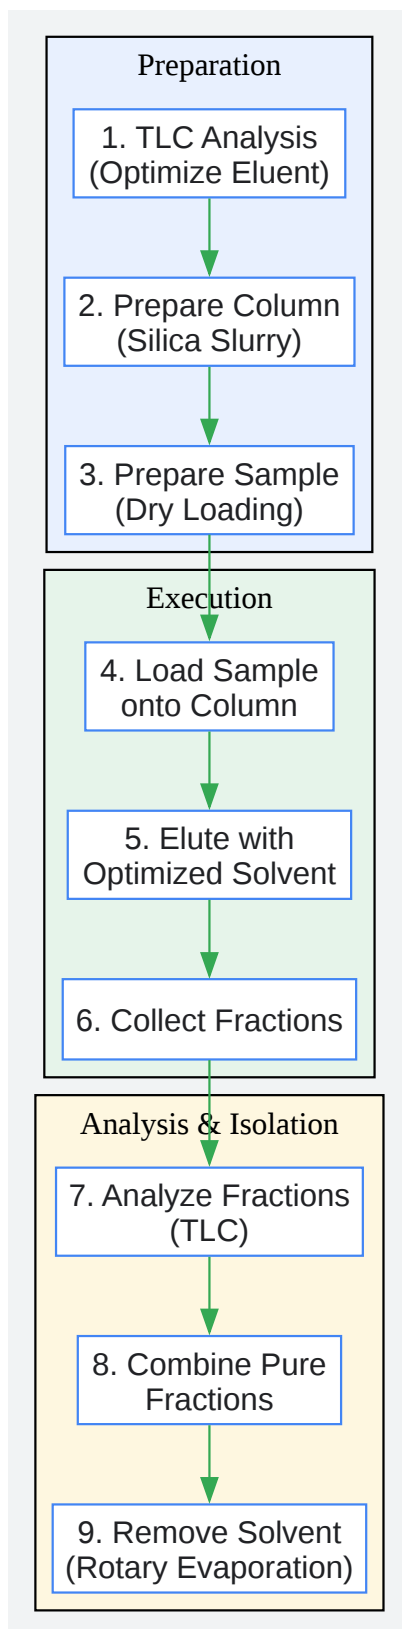 Preparation
1. TLC Analysis
(Optimize Eluent)
2. Prepare Column
(Silica Slurry)
3. Prepare Sample
(Dry Loading)
Execution
4. Load Sample
onto Column
5. Elute with
Optimized Solvent
6. Collect Fractions
Analysis & Isolation
7. Analyze Fractions
(TLC)
8. Combine Pure
Fractions
9. Remove Solvent
(Rotary Evaporation)